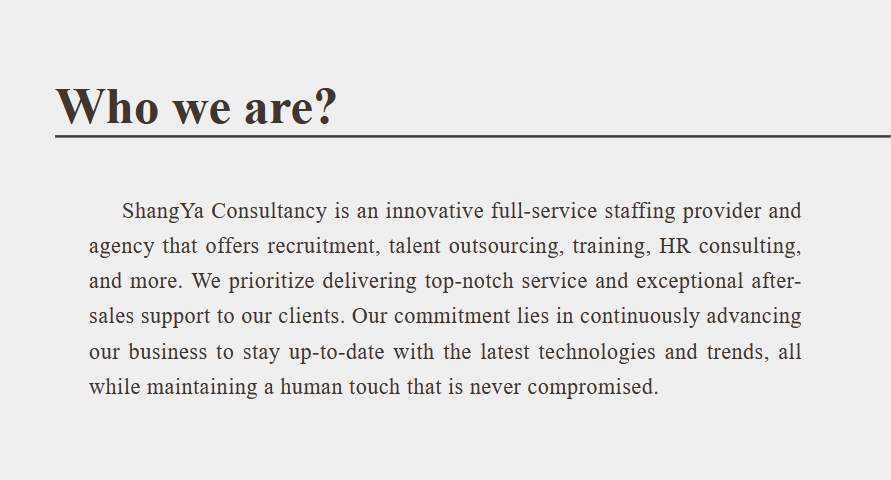 Who we are?
ShangYa Consultancy is an innovative full-service staffing provider and
agency that offers recruitment, talent outsourcing, training, HR consulting,
and more. We prioritize delivering top-notch service and exceptional after-
sales support to our clients. Our commitment lies in continuously advancing
our business to stay up-to-date with the latest technologies and trends, all
while maintaining a human touch that is never compromised.